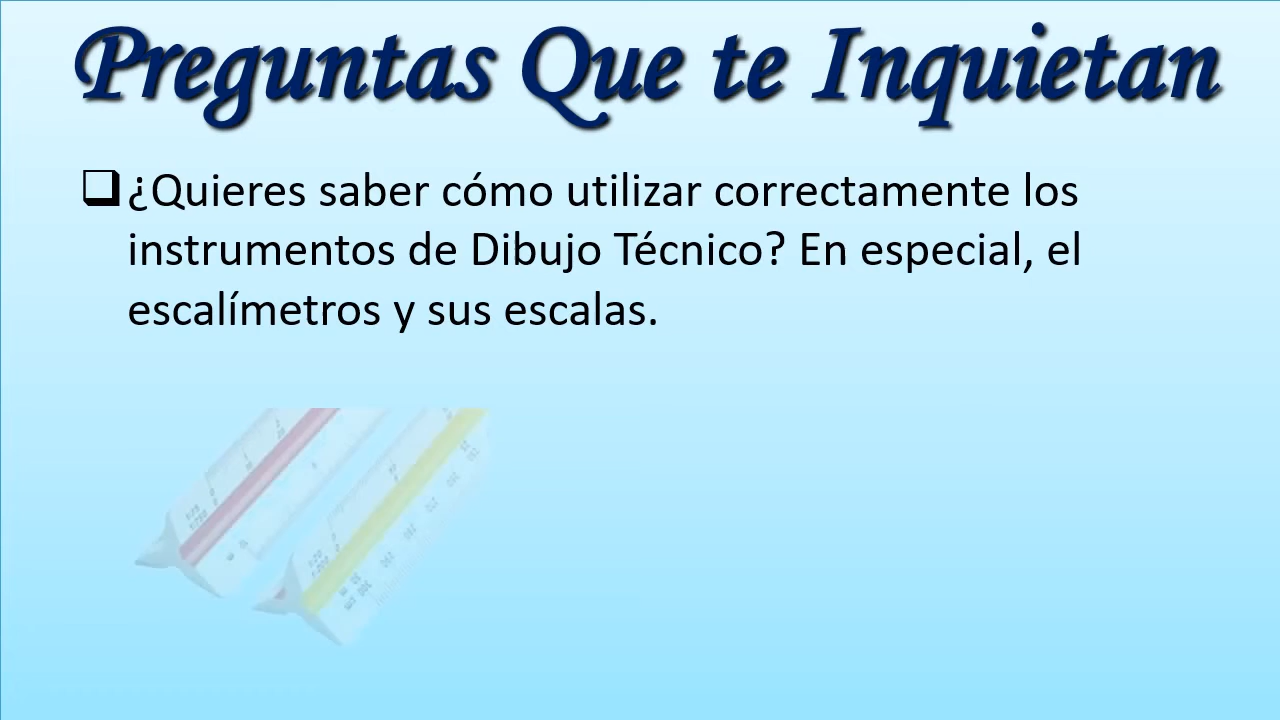 Preguntas Que te Inquietan
¿Quieres saber cómo utilizar correctamente los
instrumentos de Dibujo Técnico? En especial, el
escalímetros y sus escalas.